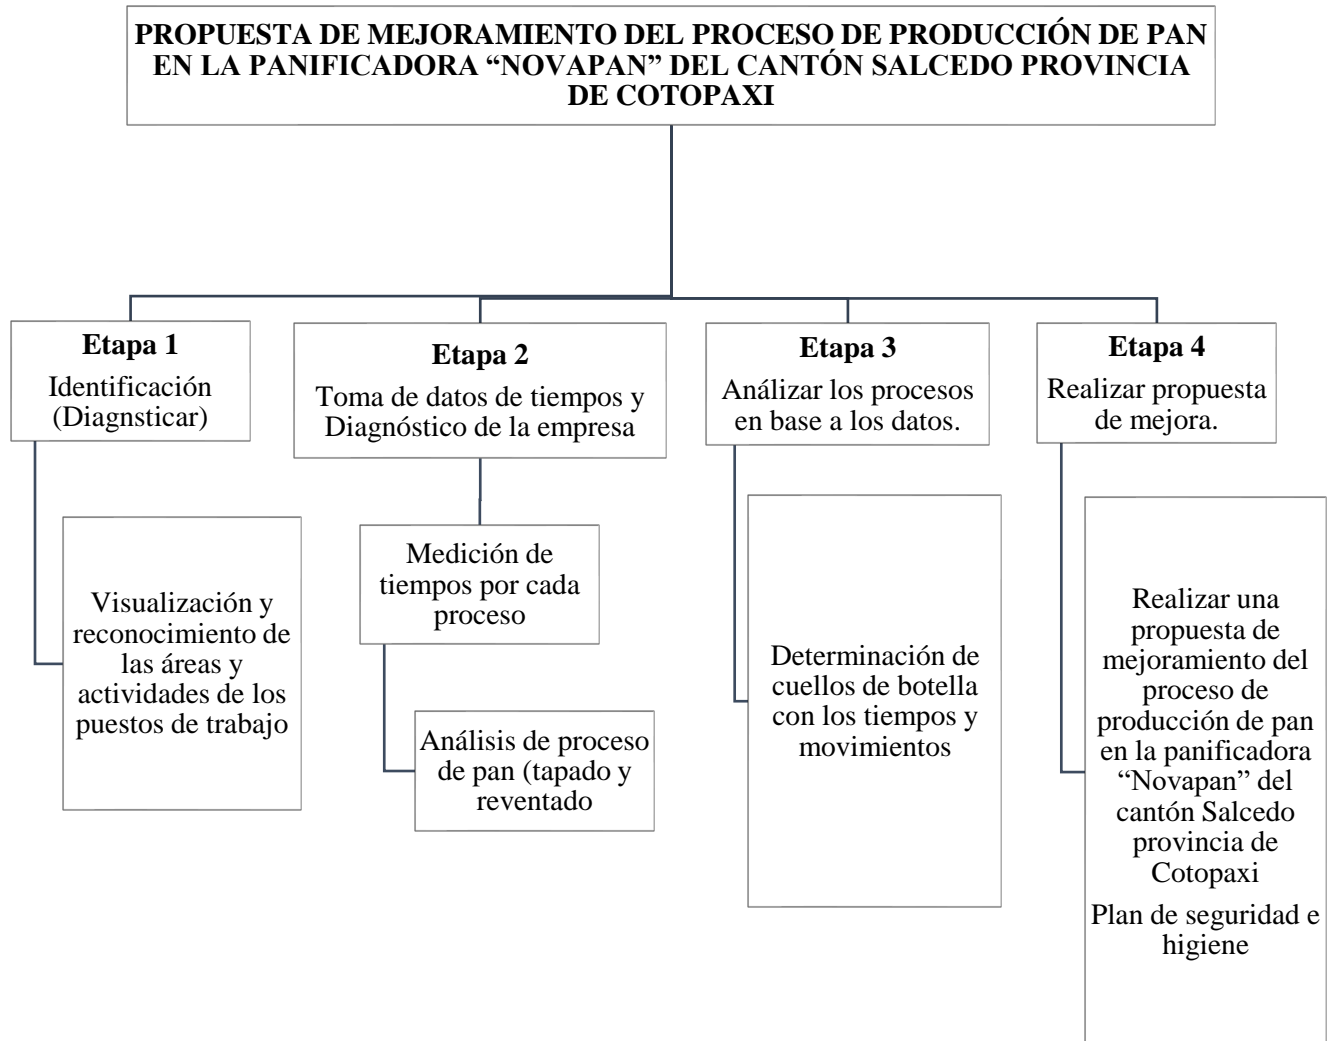 PROPUESTA DE MEJORAMIENTO DEL PROCESO DE PRODUCCIÓN DE PAN
EN LA PANIFICADORA “NOVAPAN” DEL CANTÓN SALCEDO PROVINCIA
DE COTOPAXI
Etapa 1
Identificación
(Diagnsticar)
Visualización y
reconocimiento de
las áreas y
actividades de los
puestos de trabajo
Etapa 2
Toma de datos de tiempos y
Diagnóstico de la empresa
Medición de
tiempos por cada
proceso
Análisis de proceso
de pan (tapado y
reventado
Etapa 3
Análizar los procesos
en base a los datos.
Determinación de
cuellos de botella
con los tiempos y
movimientos
Etapa 4
Realizar propuesta
de mejora.
Realizar una
propuesta de
mejoramiento del
proceso de
producción de pan
en la panificadora
“Novapan” del
cantón Salcedo
provincia de
Cotopaxi
Plan de seguridad e
higiene